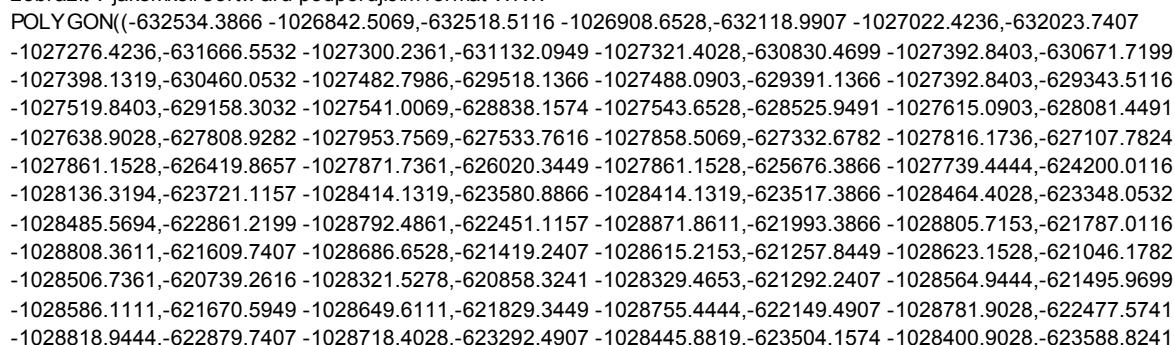 zobrazit v jakémkoli softwaru podporujícím formát WKT:
POLYGON((-632534.3866 -1026842.5069,-632518.5116 -1026908.6528,-632118.9907 -1027022.4236,-632023.7407
-1027276.4236,-631666.5532 -1027300.2361,-631132.0949 -1027321.4028,-630830.4699 -1027392.8403,-630671.7199
-1027398.1319,-630460.0532 -1027482.7986,-629518.1366 -1027488.0903,-629391.1366 -1027392.8403,-629343.5116
-1027519.8403,-629158.3032 -1027541.0069,-628838.1574 -1027543.6528,-628525.9491 -1027615.0903,-628081.4491
-1027638.9028,-627808.9282 -1027953.7569,-627533.7616 -1027858.5069,-627332.6782 -1027816.1736,-627107.7824
-1027861.1528,-626419.8657 -1027871.7361,-626020.3449 -1027861.1528,-625676.3866 -1027739.4444,-624200.0116
-1028136.3194,-623721.1157 -1028414.1319,-623580.8866 -1028414.1319,-623517.3866 -1028464.4028,-623348.0532
-1028485.5694,-622861.2199 -1028792.4861,-622451.1157 -1028871.8611,-621993.3866 -1028805.7153,-621787.0116
-1028808.3611,-621609.7407 -1028686.6528,-621419.2407 -1028615.2153,-621257.8449 -1028623.1528,-621046.1782
-1028506.7361,-620739.2616 -1028321.5278,-620858.3241 -1028329.4653,-621292.2407 -1028564.9444,-621495.9699
-1028586.1111,-621670.5949 -1028649.6111,-621829.3449 -1028755.4444,-622149.4907 -1028781.9028,-622477.5741
-1028818.9444,-622879.7407 -1028718.4028,-623292.4907 -1028445.8819,-623504.1574 -1028400.9028,-623588.8241